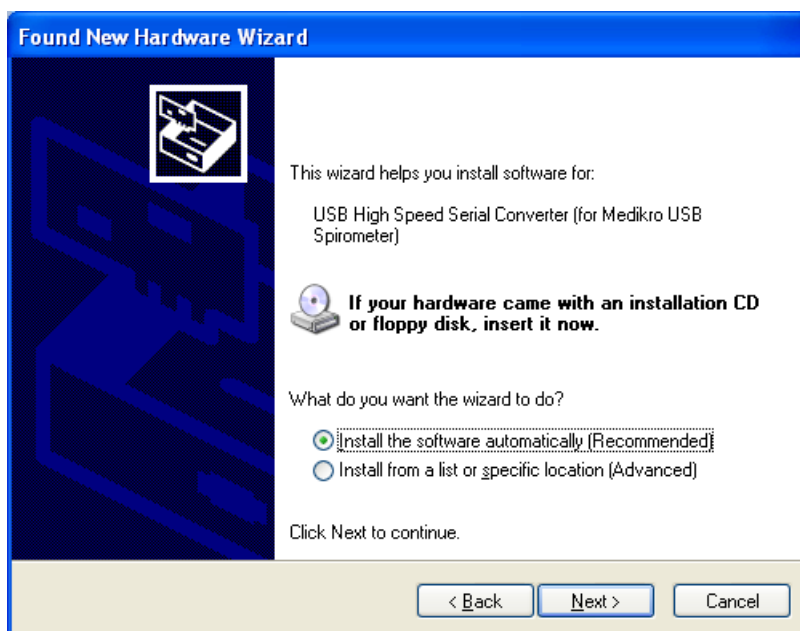 Found New Hardware Wizard
This wizard helps you install software for:
USB High Speed Serial Converter (for Medikro USB
Spirometer)
If your hardware came with an installation CD
or floppy disk, insert it now.
What do you want the wizard to do?
Install the software automatically (Recommended)
Install from a list or specific location (Advanced)
Click Next to continue.
< Back Next > Cancel